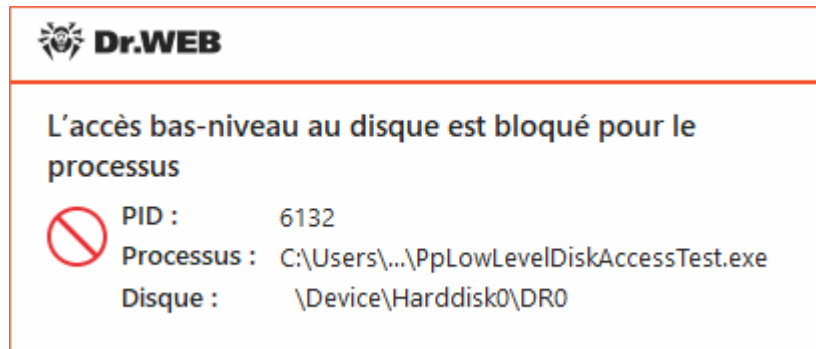 Dr.WEB
L'accès bas-niveau au disque est bloqué pour le
processus
PID : 6132
Processus : C:\Users\...\PpLowLevelDiskAccessTest.exe
Disque : \Device\Harddisk0\DR0